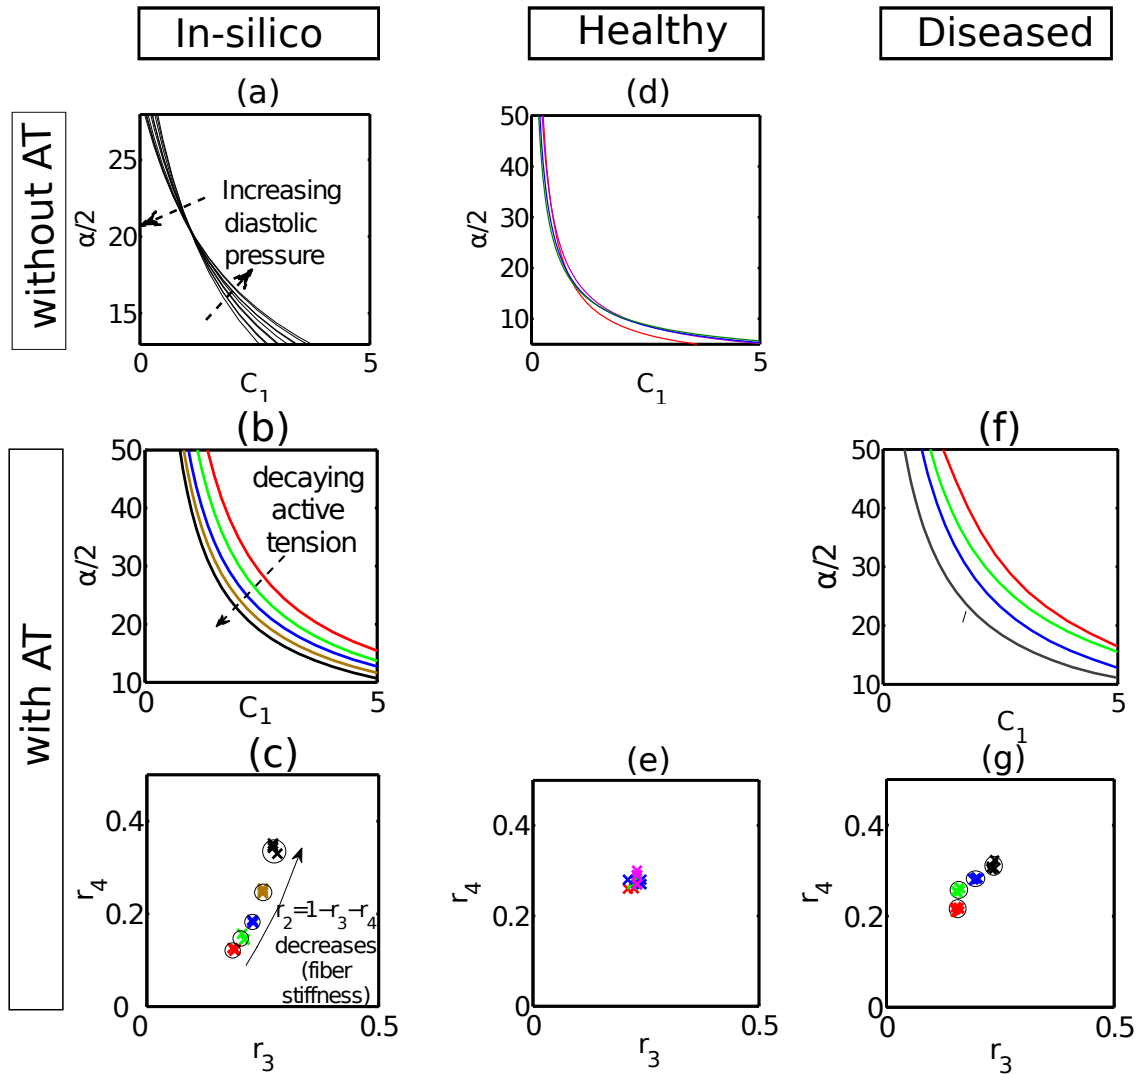 In-silico
Healthy
Diseased
without AT
with AT
(a)
25
20
15
α/2
Increasing
diastolic
pressure
0
5
C1
(d)
50
40
30
20
10
α/2
0
5
C1
(b)
50
40
30
20
10
α/2
decaying
active
tension
0
5
C1
(f)
50
40
30
20
10
α/2
0
5
C1
(c)
0.4
0.2
0
r4
r2=1−r3−r4
decreases
(fiber
stiffness)
0
0.5
r3
(e)
0.4
0.2
0
r4
0
0.5
r3
(g)
0.4
0.2
0
r4
0
0.5
r3